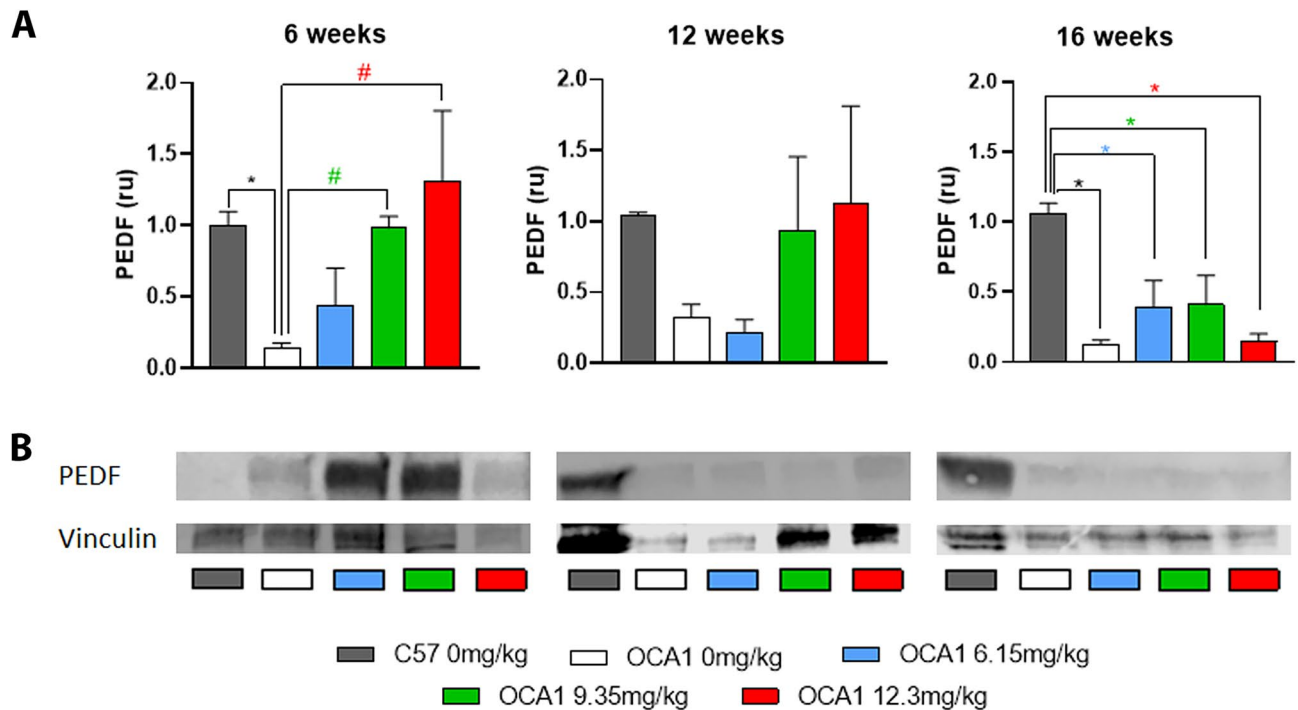 A
6 weeks
12 weeks
16 weeks
PEDF (ru)
2.0
1.5
1.0
0.5
0.0
*
#
#
PEDF (ru)
2.0
1.5
1.0
0.5
0.0
PEDF (ru)
2.0
1.5
1.0
0.5
0.0
*
*
*
*
B
PEDF
Vinculin
C57 0mg/kg OCA1 0mg/kg OCA1 6.15mg/kg
OCA1 9.35mg/kg OCA1 12.3mg/kg